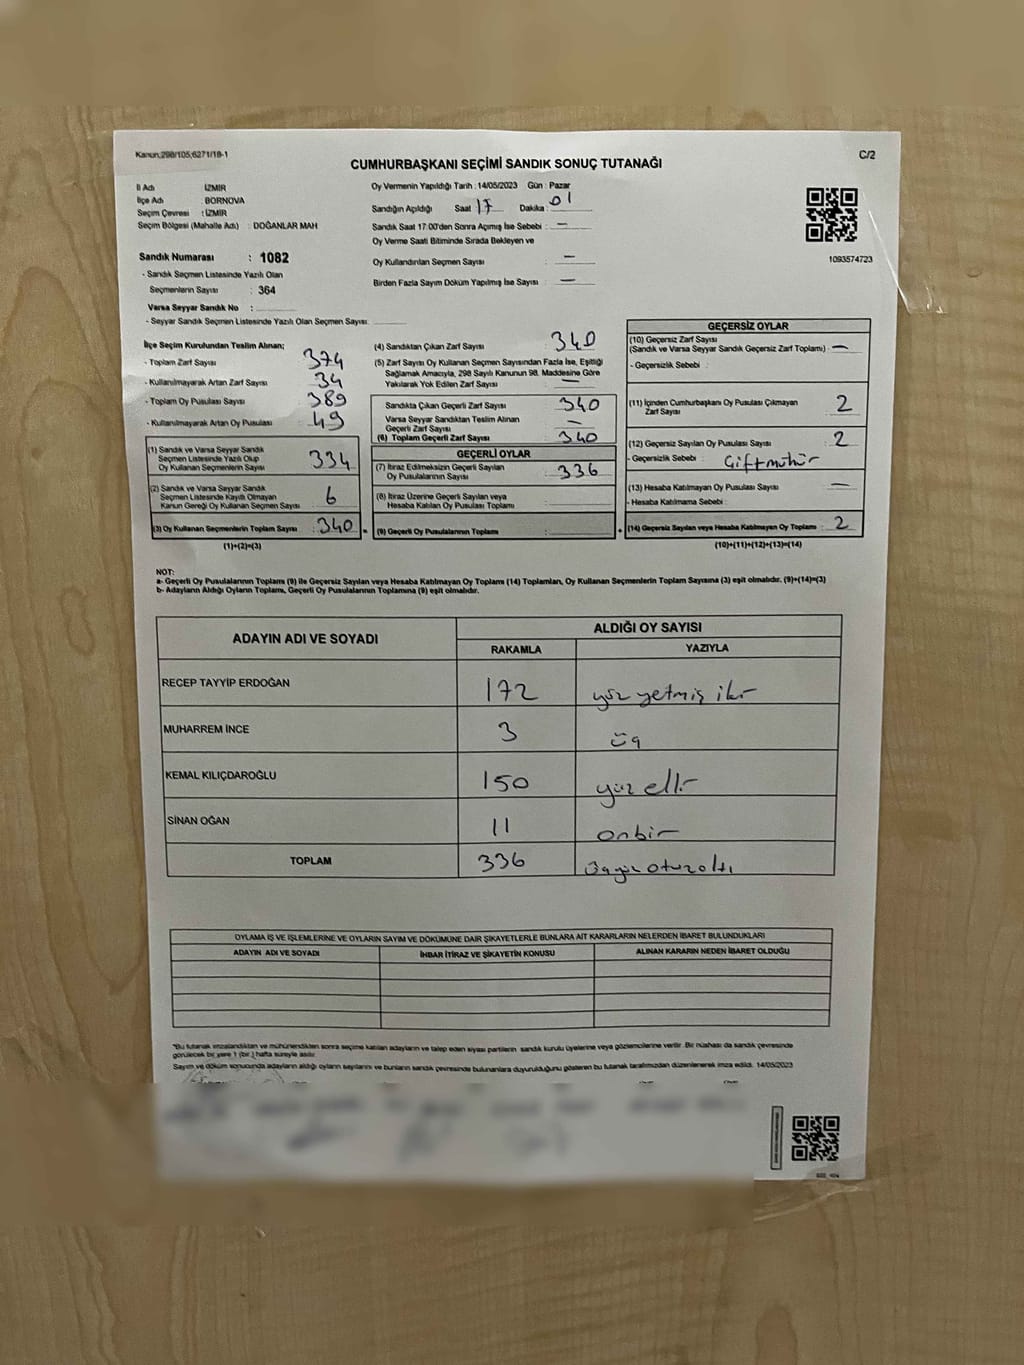 Kanun;298/105;6271/18-1
CUMHURBAŞKANI SEÇİMİ SANDIK SONUÇ TUTANAĞI
C/2
İl Adı : İZMİR
İlçe Adı : BORNOVA
Seçim Çevresi : İZMİR
Seçim Bölgesi (Mahalle Adı) : DOĞANLAR MAH
Oy Vermenin Yapıldığı Tarih : 14/05/2023 Gün : Pazar
Sandığın Açıldığı Saat 17 Dakika : 01
Sandık Saat 17.00'den Sonra Açımış İse Sebebi : —
Oy Verme Saati Bitiminde Sırada Bekleyen ve
Oy Kullandırılan Seçmen Sayısı : —
Birden Fazla Sayım Döküm Yapılmış İse Sayısı : —
1093574723
Sandık Numarası : 1082
- Sandık Seçmen Listesinde Yazılı Olan
Seçmenlerin Sayısı : 364
Varsa Seyyar Sandık No :
- Seyyar Sandık Seçmen Listesinde Yazılı Olan Seçmen Sayısı:
İlçe Seçim Kurulundan Teslim Alınan;
- Toplam Zarf Sayısı : 374
- Kullanılmayarak Artan Zarf Sayısı : 34
- Toplam Oy Pusulası Sayısı : 389
- Kullanılmayarak Artan Oy Pusulası : 49
(1) Sandık ve Varsa Seyyar Sandık
Seçmen Listesinde Yazılı Olup
Oy Kullanan Seçmenlerin Sayısı : 334
(2) Sandık ve Varsa Seyyar Sandık
Seçmen Listesinde Kayıtlı Olmayan
Kanun Gereği Oy Kullanan Seçmen Sayısı : 6
(3) Oy Kullanan Seçmenlerin Toplam Sayısı : 340 =
(1)+(2)=(3)
(4) Sandıktan Çıkan Zarf Sayısı : 340
(5) Zarf Sayısı Oy Kullanan Seçmen Sayısından Fazla İse, Eşitliği
Sağlamak Amacıyla, 298 Sayılı Kanunun 98. Maddesine Göre
Yakılarak Yok Edilen Zarf Sayısı : —
Sandıkta Çıkan Geçerli Zarf Sayısı : 340
Varsa Seyyar Sandıktan Teslim Alınan
Geçerli Zarf Sayısı : —
(6) Toplam Geçerli Zarf Sayısı : 340
GEÇERLİ OYLAR
(7) İtiraz Edilmeksizin Geçerli Sayılan
Oy Pusulalarının Sayısı : 336
(8) İtiraz Üzerine Geçerli Sayılan veya
Hesaba Katılan Oy Pusulaları Toplamı :
(9) Geçerli Oy Pusulalarının Toplamı : +
GEÇERSİZ OYLAR
(10) Geçersiz Zarf Sayısı
(Sandık ve Varsa Seyyar Sandık Geçersiz Zarf Toplamı) : —
- Geçersizlik Sebebi :
(11) İçinden Cumhurbaşkanı Oy Pusulası Çıkmayan
Zarf Sayısı : 2
(12) Geçersiz Sayılan Oy Pusulası Sayısı : 2
- Geçersizlik Sebebi : Çiftmühür
(13) Hesaba Katılmayan Oy Pusulası Sayısı : —
- Hesaba Katılmama Sebebi :
(14) Geçersiz Sayılan veya Hesaba Katılmayan Oy Toplamı : 2
(10)+(11)+(12)+(13)=(14)
NOT:
a- Geçerli Oy Pusulalarının Toplamı (9) ile Geçersiz Sayılan veya Hesaba Katılmayan Oy Toplamı (14) Toplamları, Oy Kullanan Seçmenlerin Toplam Sayısına (3) eşit olmalıdır. (9)+(14)=(3)
b- Adayların Aldığı Oyların Toplamı, Geçerli Oy Pusulalarının Toplamına (9) eşit olmalıdır.
ADAYIN ADI VE SOYADI
ALDIĞI OY SAYISI
RAKAMLA YAZIYLA
RECEP TAYYİP ERDOĞAN 172 yüz yetmiş iki
MUHARREM İNCE 3 üç
KEMAL KILIÇDAROĞLU 150 yüz elli
SİNAN OĞAN 11 onbir
TOPLAM 336 üçyüz otuzaltı
OYLAMA İŞ VE İŞLEMLERİNE VE OYLARIN SAYIM VE DÖKÜMÜNE DAİR ŞİKAYETLERLE BUNLARA AİT KARARLARIN NELERDEN İBARET BULUNDUKLARI
ADAYIN ADI VE SOYADI İHBAR İTİRAZ VE ŞİKAYETİN KONUSU ALINAN KARARIN NEDEN İBARET OLDUĞU
"Bu tutanak imzalandıktan ve mühürlendikten sonra seçime katılan adayların ve talep eden siyasi partilerin sandık kurulu üyelerine veya gözlemcilerine verilir. Bir nüshası da sandık çevresinde
görülecek bir yere 1 (bir ) hafta süreyle asılır.
Sayım ve döküm sonucunda adayların aldığı oyların sayılarını ve bunların sandık çevresinde bulunanlara duyurulduğunu gösteren bu tutanak tarafımızdan düzenlenerek imza edildi. 14/05/2023